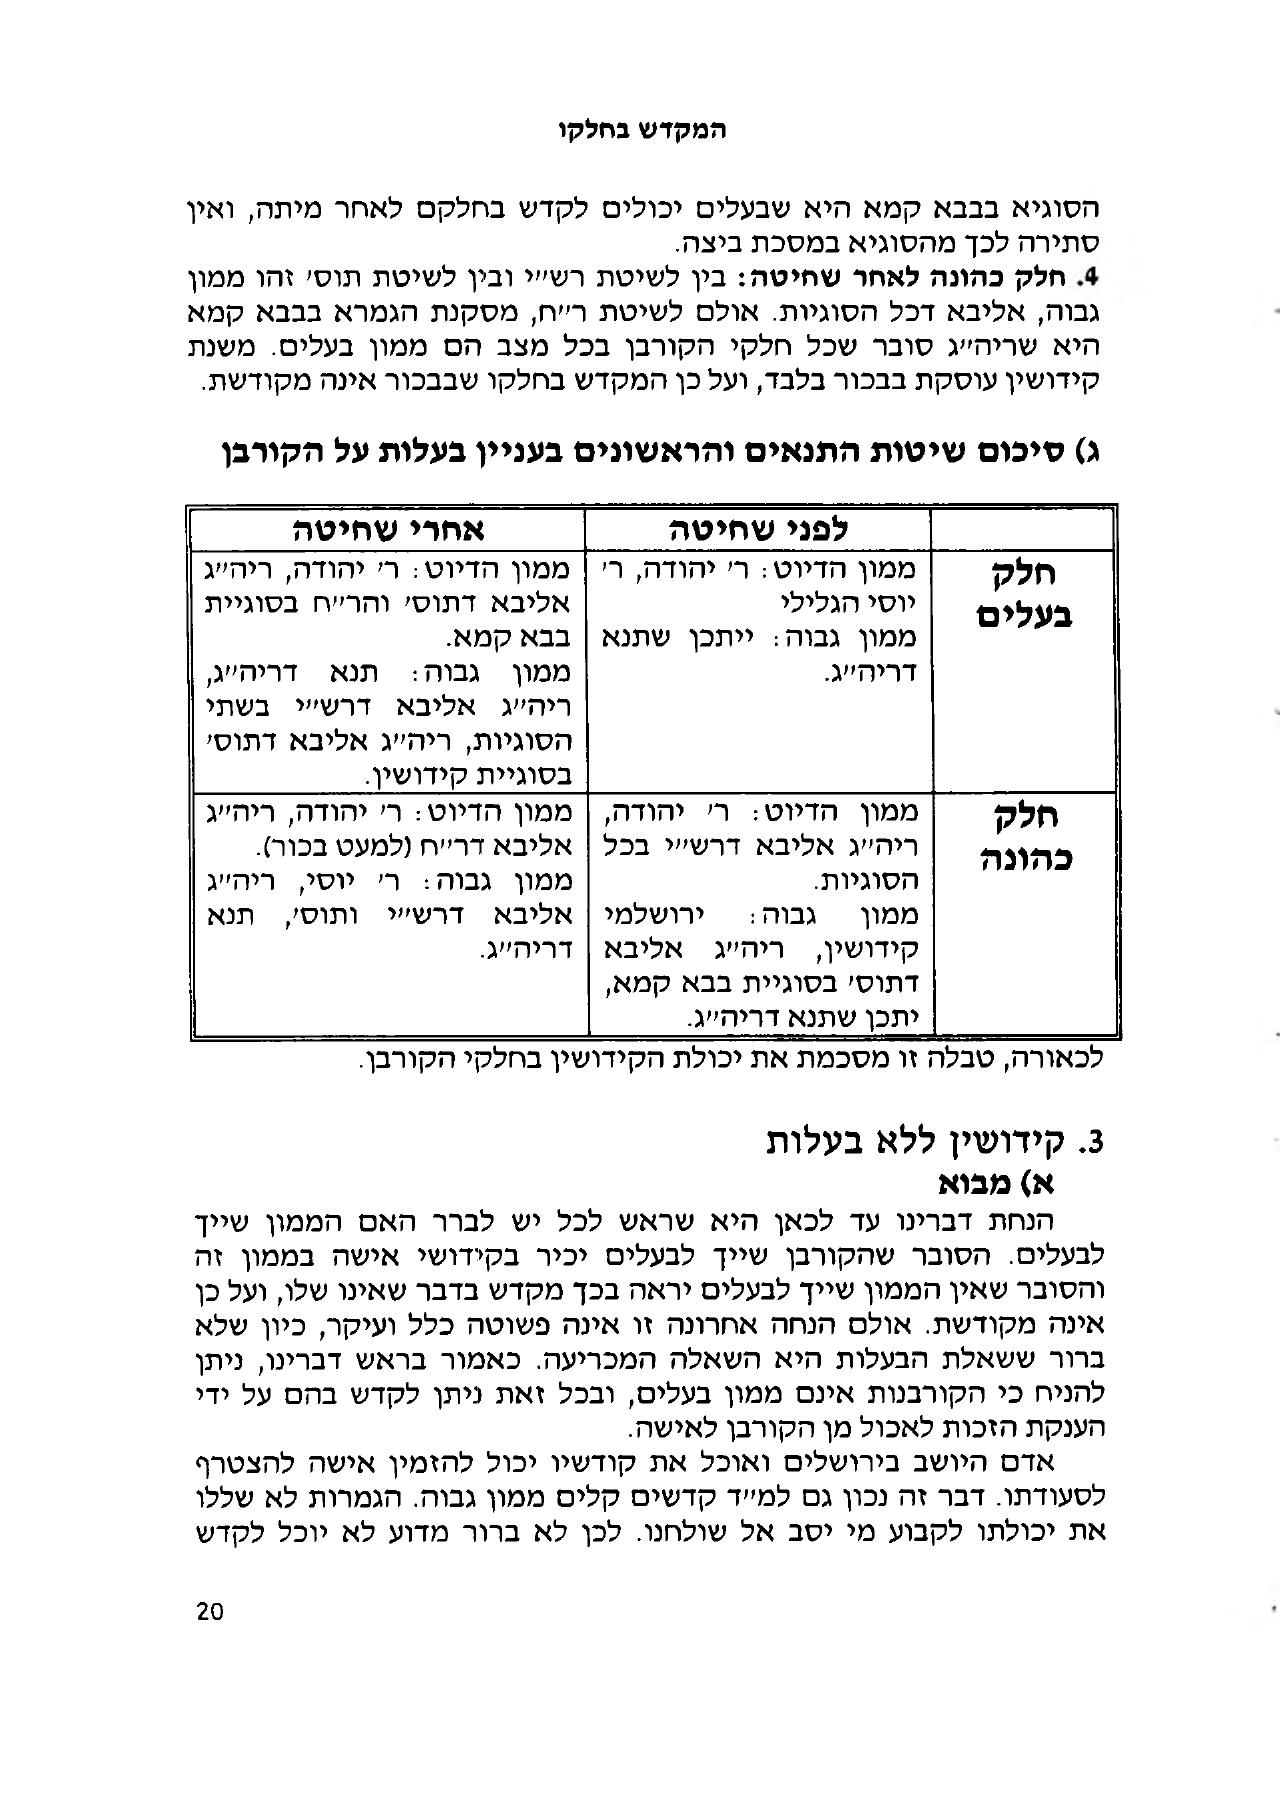 המקדש בחלקו
הסוגיא בבבא קמא היא שבעלים יכולים לקדש בחלקם לאחר מיתה, ואין
סתירה לכך מהסוגיא במסכת ביצה.
4. חלק כהונה לאחר שחיטה: בין לשיטת רש״י ובין לשיטת תוס׳ זהו ממון
גבוה, אליבא דכל הסוגיות. אולם לשיטת ר״ח, מסקנת הגמרא בבבא קמא
היא שריה״ג סובר שכל חלקי הקורבן בכל מצב הם ממון בעלים. משנת
קידושין עוסקת בבכור בלבד, ועל כן המקדש בחלקו שבבכור אינה מקודשת.
ג) סיכום שיטות התנאים והראשונים בעניין בעלות על הקורבן
לפני שחיטה
אחרי שחיטה
חלק
בעלים
ממון הדיוט: ר׳ יהודה, ר׳
יוסי הגלילי
ממון גבוה: ייתכן שתנא
דריה״ג.
ממון הדיוט: ר׳ יהודה, ריה״ג
אליבא דתוס׳ והר״ח בסוגיית
בבא קמא.
ממון גבוה: תנא דריה״ג,
ריה״ג אליבא דרש״י בשתי
הסוגיות, ריה״ג אליבא דתוס׳
בסוגיית קידושין.
חלק
כהונה
ממון הדיוט: ר׳ יהודה,
ריה״ג אליבא דרש״י בכל
הסוגיות.
ממון גבוה: ירושלמי
קידושין, ריה״ג אליבא
דתוס׳ בסוגיית בבא קמא,
יתכן שתנא דריה״ג.
ממון הדיוט: ר׳ יהודה, ריה״ג
אליבא דר״ח (למעט בכור).
ממון גבוה: ר׳ יוסי, ריה״ג
אליבא דרש״י ותוס׳, תנא
דריה״ג.
לכאורה, טבלה זו מסכמת את יכולת הקידושין בחלקי הקורבן.
3. קידושין ללא בעלות
א) מבוא
הנחת דברינו עד לכאן היא שראש לכל יש לברר האם הממון שייך
לבעלים. הסובר שהקורבן שייך לבעלים יכיר בקידושי אישה בממון זה
והסובר שאין הממון שייך לבעלים יראה בכך מקדש בדבר שאינו שלו, ועל כן
אינה מקודשת. אולם הנחה אחרונה זו אינה פשוטה כלל ועיקר, כיון שלא
ברור ששאלת הבעלות היא השאלה המכריעה. כאמור בראש דברינו, ניתן
להניח כי הקורבנות אינם ממון בעלים, ובכל זאת ניתן לקדש בהם על ידי
הענקת הזכות לאכול מן הקורבן לאישה.
אדם היושב בירושלים ואוכל את קודשיו יכול להזמין אישה להצטרף
לסעודתו. דבר זה נכון גם למ״ד קדשים קלים ממון גבוה. הגמרות לא שללו
את יכולתו לקבוע מי יסב אל שולחנו. לכן לא ברור מדוע לא יוכל לקדש
20